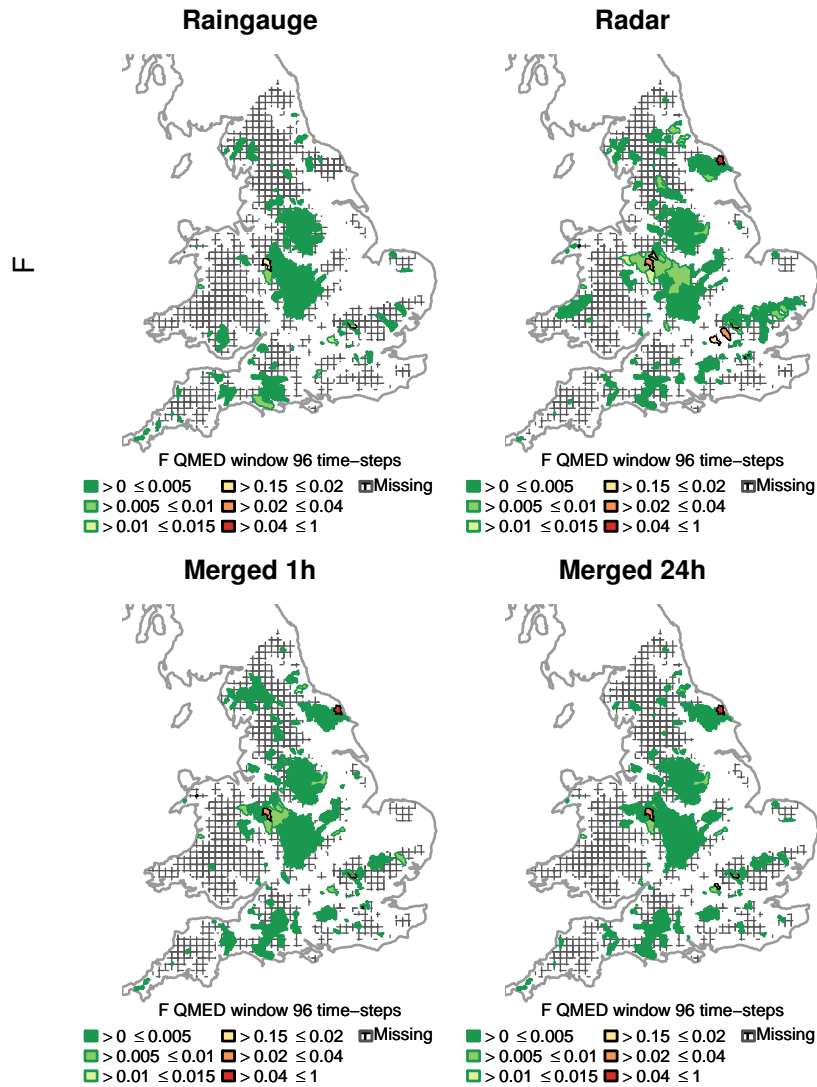 Raingauge
Radar
F
F QMED window 96 time−steps
> 0 ≤ 0.005 > 0.15 ≤ 0.02 Missing
> 0.005 ≤ 0.01 > 0.02 ≤ 0.04
> 0.01 ≤ 0.015 > 0.04 ≤ 1
F QMED window 96 time−steps
> 0 ≤ 0.005 > 0.15 ≤ 0.02 Missing
> 0.005 ≤ 0.01 > 0.02 ≤ 0.04
> 0.01 ≤ 0.015 > 0.04 ≤ 1
Merged 1h
Merged 24h
F QMED window 96 time−steps
> 0 ≤ 0.005 > 0.15 ≤ 0.02 Missing
> 0.005 ≤ 0.01 > 0.02 ≤ 0.04
> 0.01 ≤ 0.015 > 0.04 ≤ 1
F QMED window 96 time−steps
> 0 ≤ 0.005 > 0.15 ≤ 0.02 Missing
> 0.005 ≤ 0.01 > 0.02 ≤ 0.04
> 0.01 ≤ 0.015 > 0.04 ≤ 1